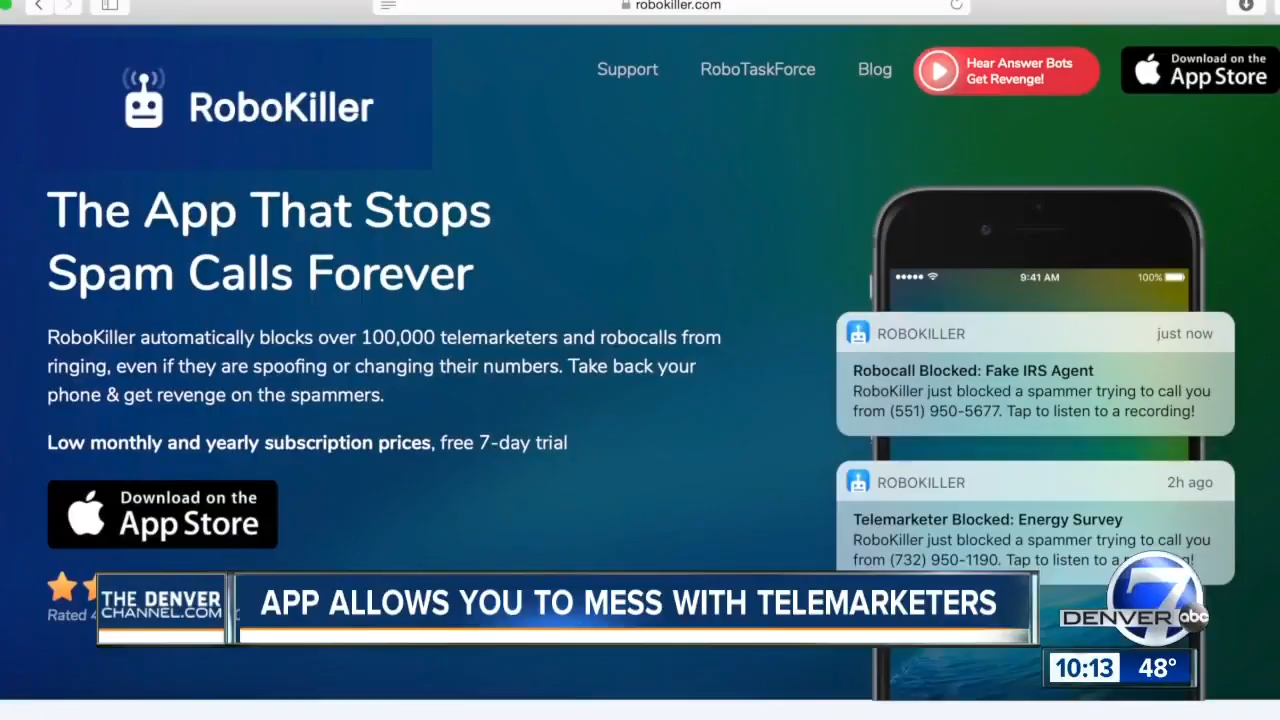 robokiller.com
RoboKiller
Support
RoboTaskForce
Blog
Hear Answer Bots
Get Revenge!
Download on the
App Store
The App That Stops
Spam Calls Forever
RoboKiller automatically blocks over 100,000 telemarketers and robocalls from
ringing, even if they are spoofing or changing their numbers. Take back your
phone & get revenge on the spammers.
Low monthly and yearly subscription prices, free 7-day trial
Download on the
App Store
Rated
9:41 AM
100%
ROBOKILLER
just now
Robocall Blocked: Fake IRS Agent
RoboKiller just blocked a spammer trying to call you
from (551) 950-5677. Tap to listen to a recording!
ROBOKILLER
2h ago
Telemarketer Blocked: Energy Survey
RoboKiller just blocked a spammer trying to call you
from (732) 950-1190. Tap to listen to a
THE DENVER
CHANNEL.COM
APP ALLOWS YOU TO MESS WITH TELEMARKETERS
DENVER 7 abc
10:13 48°